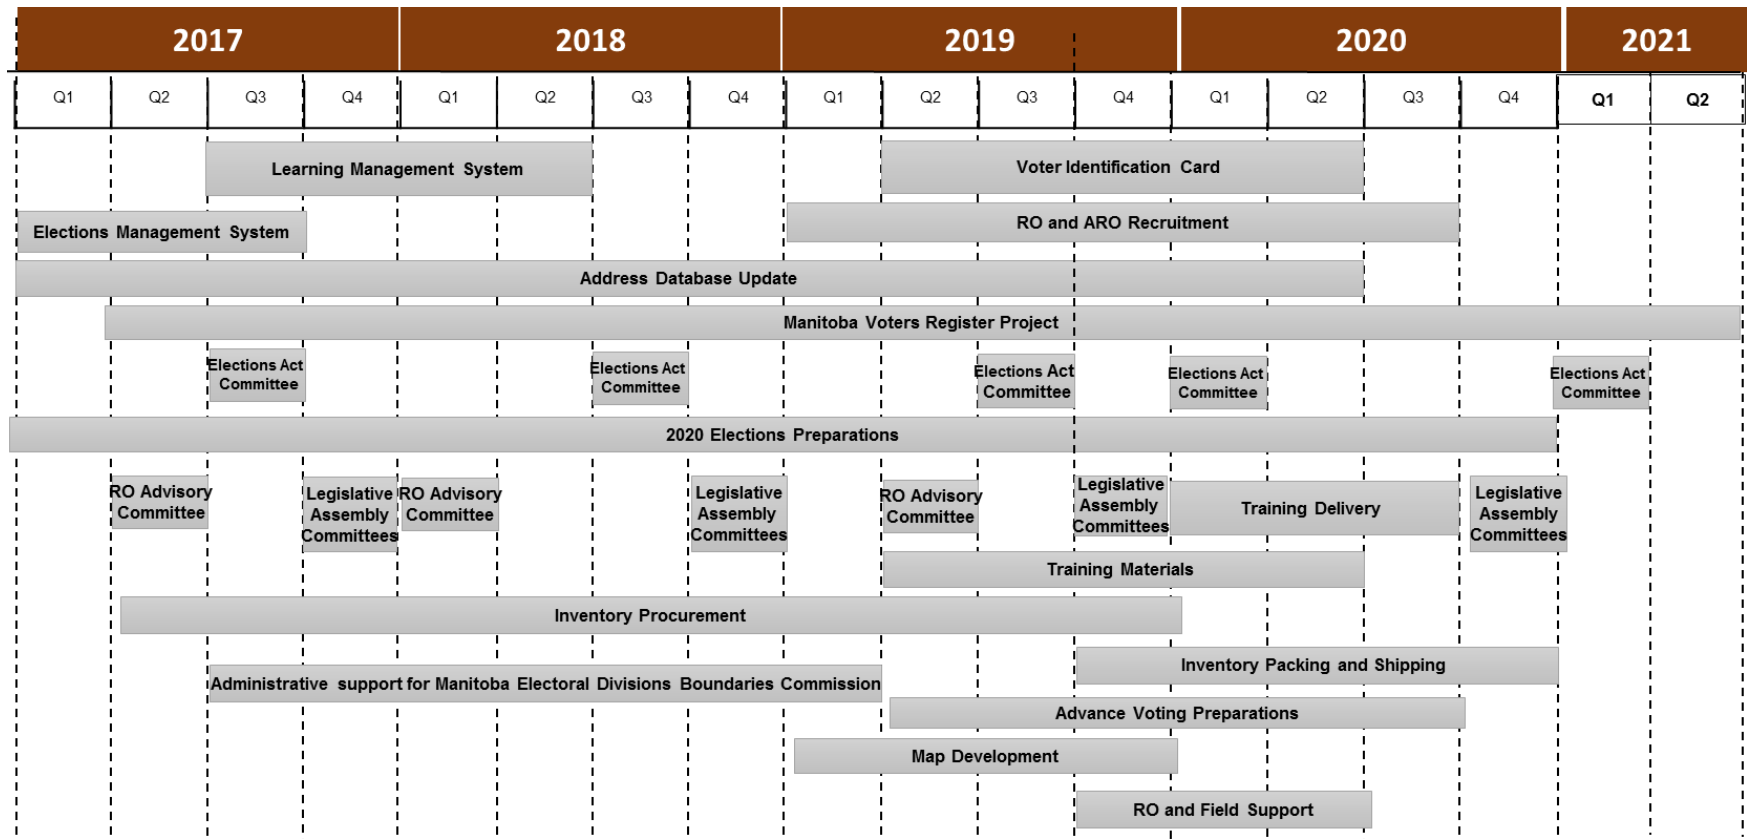 2017 2018 2019 2020 2021
Q1 Q2 Q3 Q4 Q1 Q2 Q3 Q4 Q1 Q2 Q3 Q4 Q1 Q2 Q3 Q4 Q1 Q2
Learning Management System
Voter Identification Card
Elections Management System
RO and ARO Recruitment
Address Database Update
Manitoba Voters Register Project
Elections Act
Committee
Elections Act
Committee
Elections Act
Committee
Elections Act
Committee
Elections Act
Committee
2020 Elections Preparations
RO Advisory
Committee
Legislative
Assembly
Committees
RO Advisory
Committee
Legislative
Assembly
Committees
RO Advisory
Committee
Legislative
Assembly
Committees
Training Delivery
Legislative
Assembly
Committees
Training Materials
Inventory Procurement
Inventory Packing and Shipping
Administrative support for Manitoba Electoral Divisions Boundaries Commission
Advance Voting Preparations
Map Development
RO and Field Support